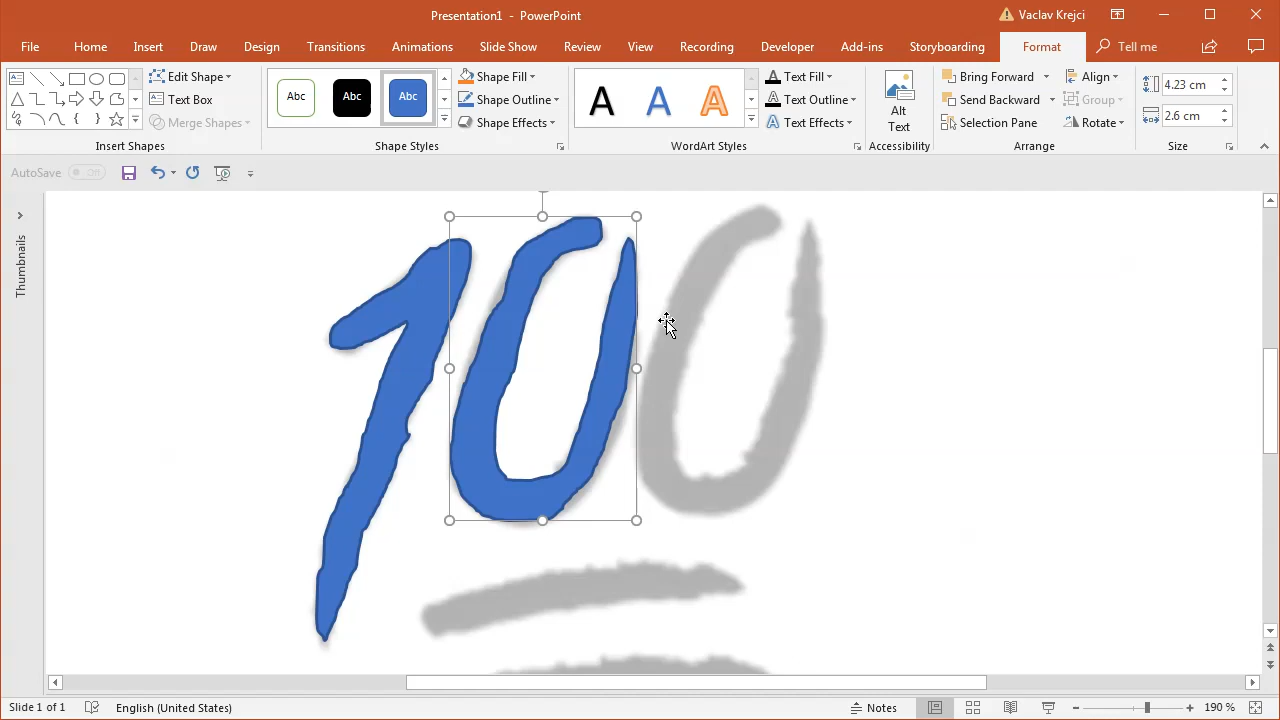 Presentation1 - PowerPoint
Vaclav Krejci
File Home Insert Draw Design Transitions Animations Slide Show Review View Recording Developer Add-ins Storyboarding Format Tell me
Edit Shape
Text Box
Merge Shapes
Insert Shapes
Abc Abc Abc
Shape Fill
Shape Outline
Shape Effects
Shape Styles
A A A
Text Fill
Text Outline
Text Effects
WordArt Styles
Alt
Text
Accessibility
Bring Forward
Send Backward
Selection Pane
Align
Group
Rotate
Arrange
4.23 cm
2.6 cm
Size
AutoSave Off
Thumbnails
100
Slide 1 of 1 English (United States) Notes 190 %